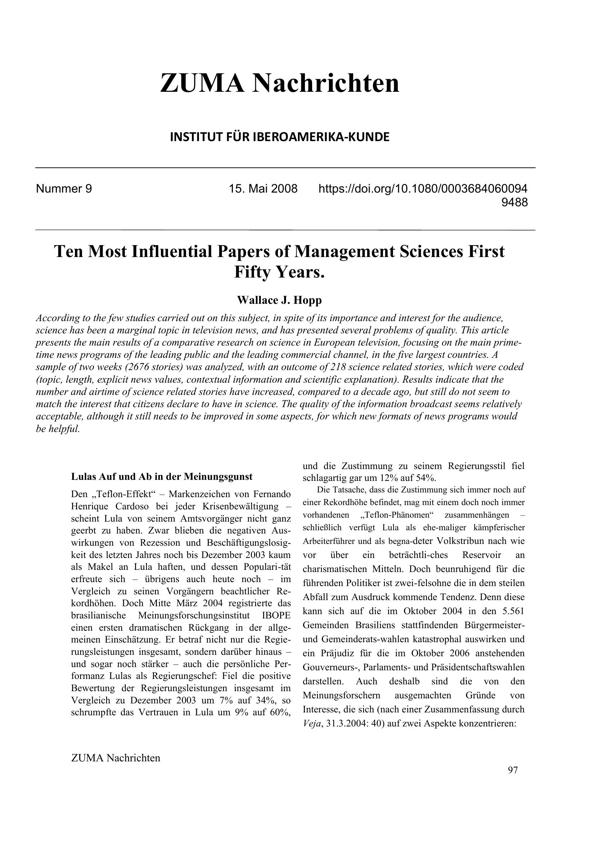 ZUMA Nachrichten
INSTITUT FÜR IBEROAMERIKA-KUNDE
Nummer 9 15. Mai 2008 https://doi.org/10.1080/0003684060094
9488
Ten Most Influential Papers of Management Sciences First
Fifty Years.
Wallace J. Hopp
According to the few studies carried out on this subject, in spite of its importance and interest for the audience,
science has been a marginal topic in television news, and has presented several problems of quality. This article
presents the main results of a comparative research on science in European television, focusing on the main prime-
time news programs of the leading public and the leading commercial channel, in the five largest countries. A
sample of two weeks (2676 stories) was analyzed, with an outcome of 218 science related stories, which were coded
(topic, length, explicit news values, contextual information and scientific explanation). Results indicate that the
number and airtime of science related stories have increased, compared to a decade ago, but still do not seem to
match the interest that citizens declare to have in science. The quality of the information broadcast seems relatively
acceptable, although it still needs to be improved in some aspects, for which new formats of news programs would
be helpful.
Lulas Auf und Ab in der Meinungsgunst
Den „Teflon-Effekt“ – Markenzeichen von Fernando
Henrique Cardoso bei jeder Krisenbewältigung –
scheint Lula von seinem Amtsvorgänger nicht ganz
geerbt zu haben. Zwar blieben die negativen Aus-
wirkungen von Rezession und Beschäftigungslosig-
keit des letzten Jahres noch bis Dezember 2003 kaum
als Makel an Lula haften, und dessen Populari-tät
erfreute sich – übrigens auch heute noch – im
Vergleich zu seinen Vorgängern beachtlicher Re-
kordhöhen. Doch Mitte März 2004 registrierte das
brasilianische Meinungsforschungsinstitut IBOPE
einen ersten dramatischen Rückgang in der allge-
meinen Einschätzung. Er betraf nicht nur die Regie-
rungsleistungen insgesamt, sondern darüber hinaus –
und sogar noch stärker – auch die persönliche Per-
formanz Lulas als Regierungschef: Fiel die positive
Bewertung der Regierungsleistungen insgesamt im
Vergleich zu Dezember 2003 um 7% auf 34%, so
schrumpfte das Vertrauen in Lula um 9% auf 60%,
und die Zustimmung zu seinem Regierungsstil fiel
schlagartig gar um 12% auf 54%.
Die Tatsache, dass die Zustimmung sich immer noch auf
einer Rekordhöhe befindet, mag mit einem doch noch immer
vorhandenen „Teflon-Phänomen“ zusammenhängen –
schließlich verfügt Lula als ehe-maliger kämpferischer
Arbeiterführer und als begna-deter Volkstribun nach wie
vor über ein beträchtli-ches Reservoir an
charismatischen Mitteln. Doch beunruhigend für die
führenden Politiker ist zwei-felsohne die in dem steilen
Abfall zum Ausdruck kommende Tendenz. Denn diese
kann sich auf die im Oktober 2004 in den 5.561
Gemeinden Brasiliens stattfindenden Bürgermeister-
und Gemeinderats-wahlen katastrophal auswirken und
ein Präjudiz für die im Oktober 2006 anstehenden
Gouverneurs-, Parlaments- und Präsidentschaftswahlen
darstellen. Auch deshalb sind die von den
Meinungsforschern ausgemachten Gründe von
Interesse, die sich (nach einer Zusammenfassung durch
Veja, 31.3.2004: 40) auf zwei Aspekte konzentrieren:
ZUMA Nachrichten
97